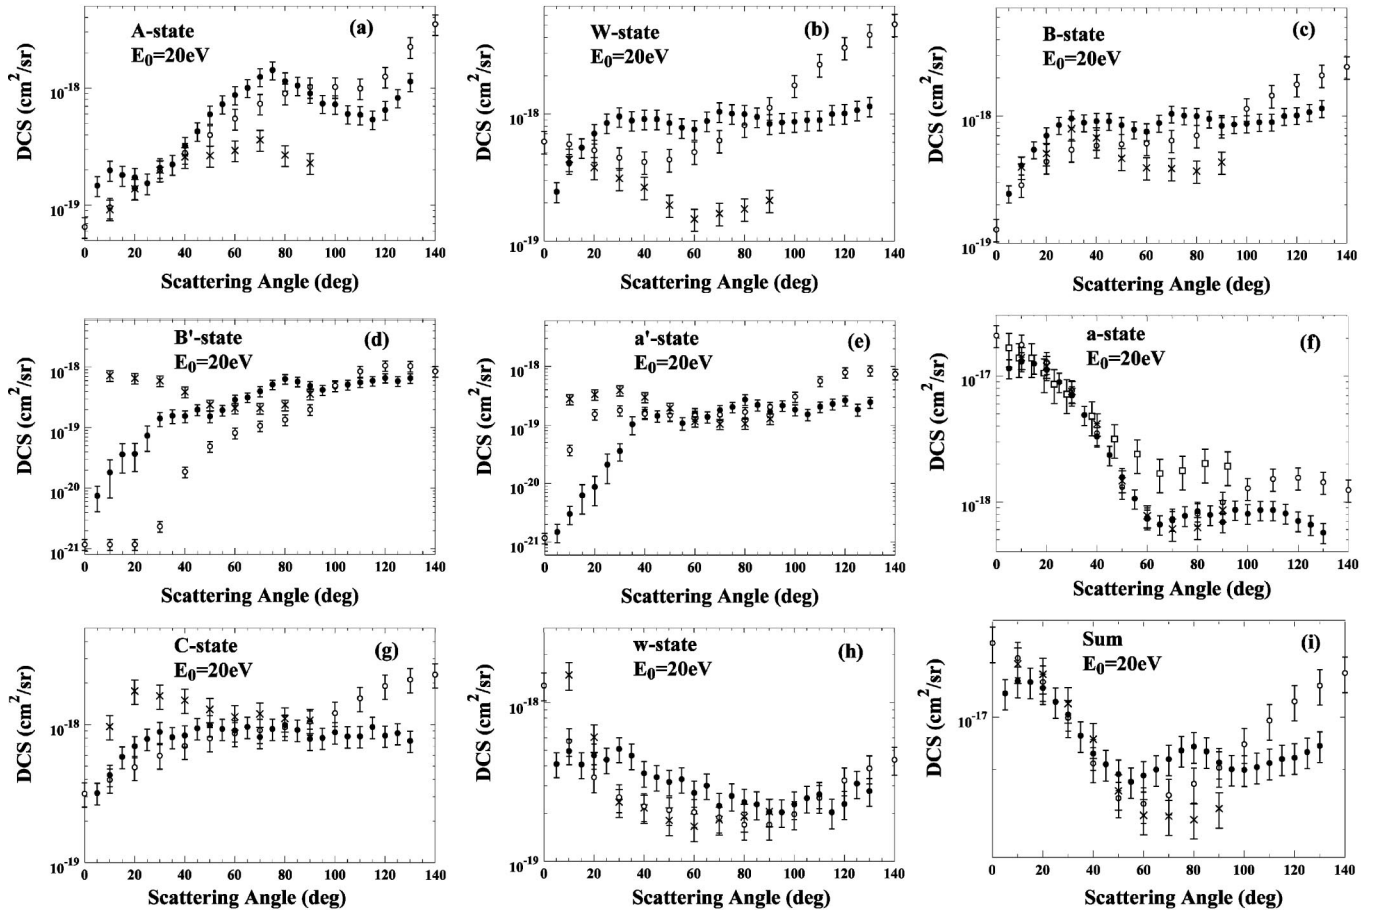 A-state
(a)
E0=20eV
DCS (cm2/sr)
10-18
10-19
0 20 40 60 80 100 120 140
Scattering Angle (deg)
W-state
(b)
E0=20eV
DCS (cm2/sr)
10-18
10-19
0 20 40 60 80 100 120 140
Scattering Angle (deg)
B-state
(c)
E0=20eV
DCS (cm2/sr)
10-18
10-19
0 20 40 60 80 100 120 140
Scattering Angle (deg)
B'-state
(d)
E0=20eV
DCS (cm2/sr)
10-18
10-19
10-20
10-21
0 20 40 60 80 100 120 140
Scattering Angle (deg)
a'-state
(e)
E0=20eV
DCS (cm2/sr)
10-18
10-19
10-20
10-21
0 20 40 60 80 100 120 140
Scattering Angle (deg)
a-state
(f)
E0=20eV
DCS (cm2/sr)
10-17
10-18
0 20 40 60 80 100 120 140
Scattering Angle (deg)
C-state
(g)
E0=20eV
DCS (cm2/sr)
10-18
10-19
0 20 40 60 80 100 120 140
Scattering Angle (deg)
w-state
(h)
E0=20eV
DCS (cm2/sr)
10-18
10-19
0 20 40 60 80 100 120 140
Scattering Angle (deg)
Sum
(i)
E0=20eV
DCS (cm2/sr)
10-17
0 20 40 60 80 100 120 140
Scattering Angle (deg)